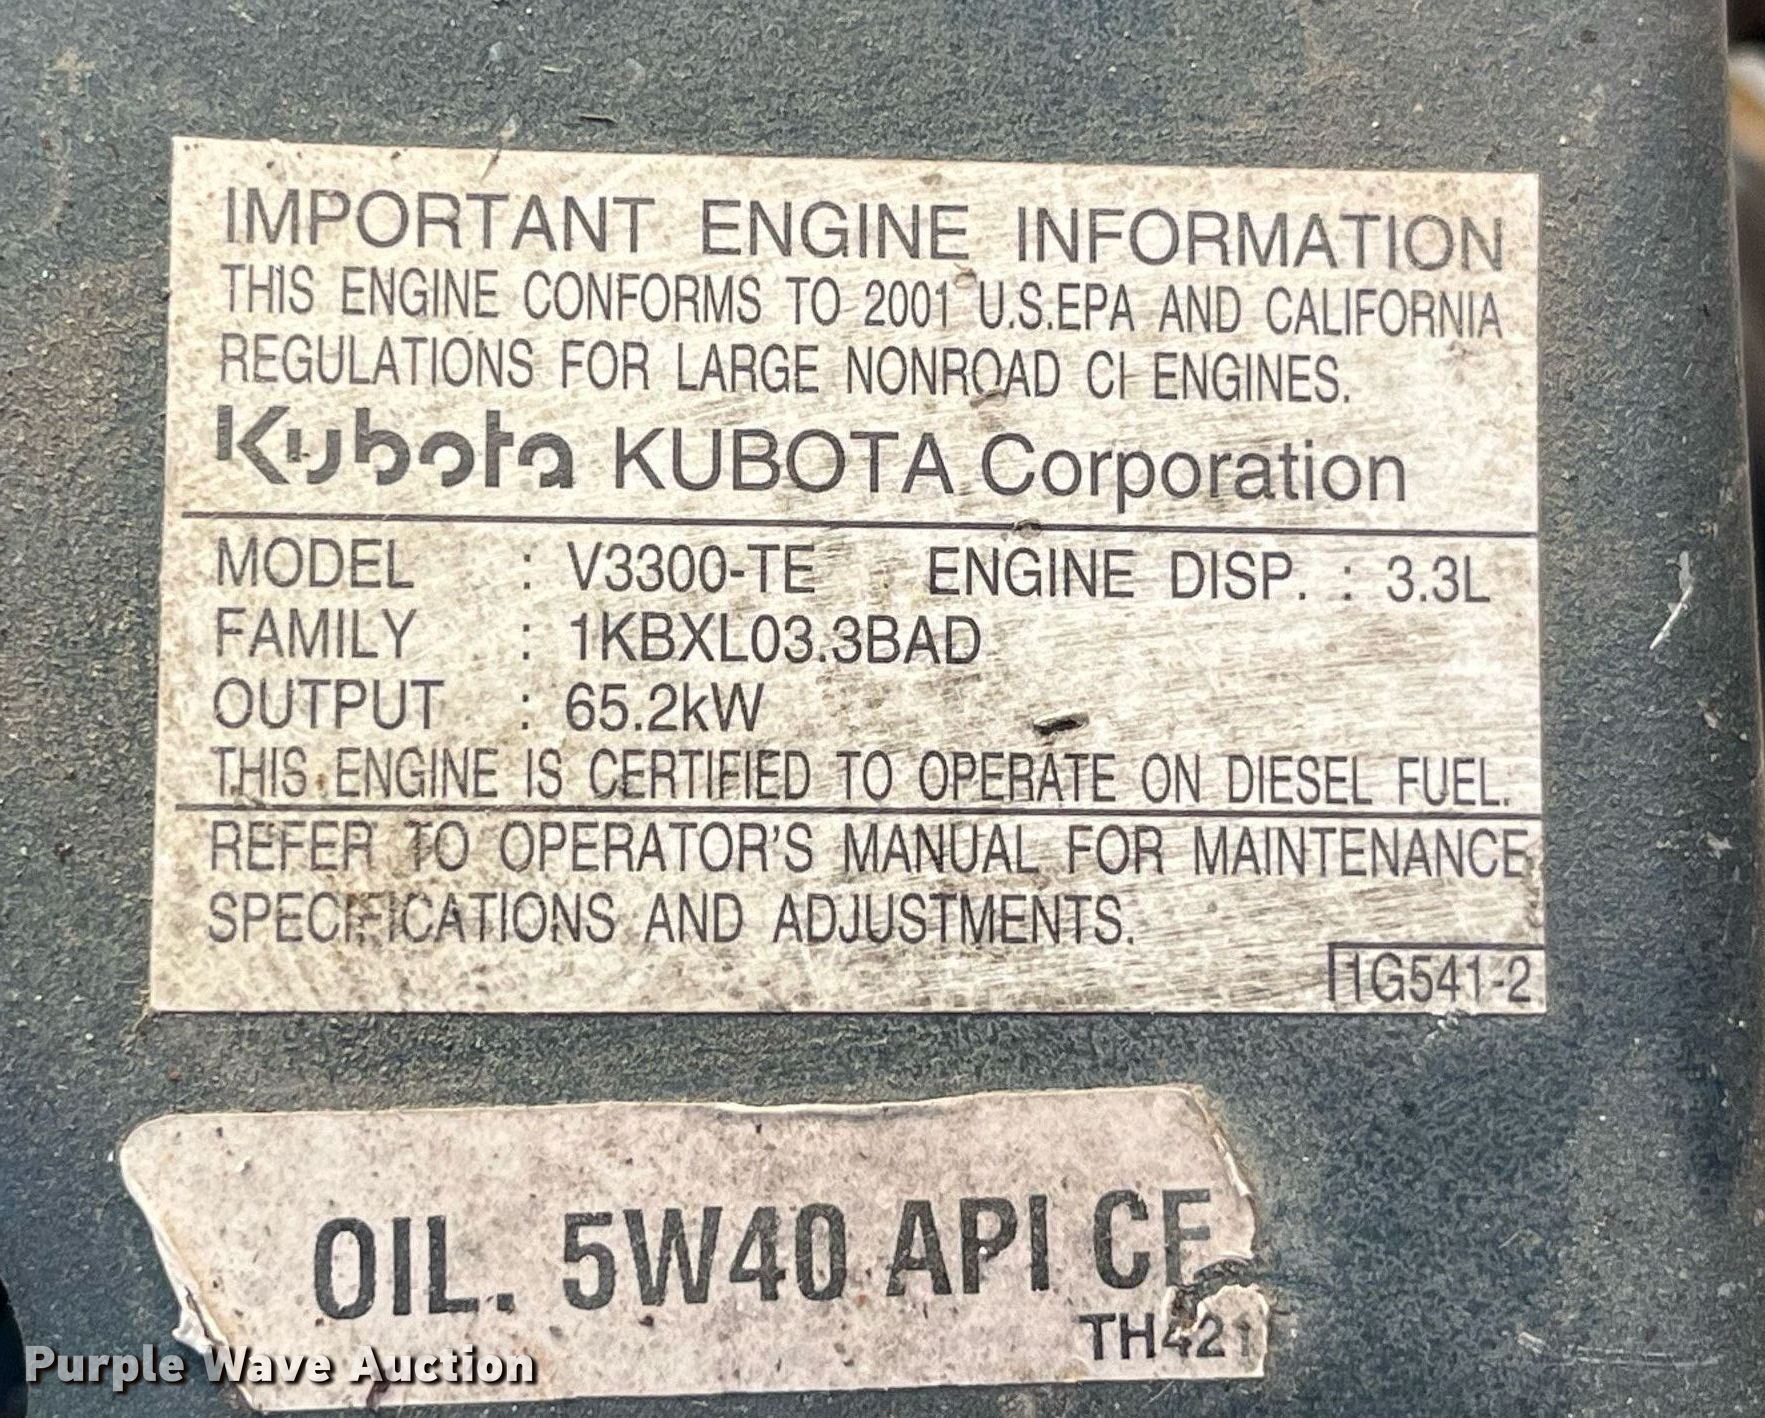 IMPORTANT ENGINE INFORMATION
THIS ENGINE CONFORMS TO 2001 U.S.EPA AND CALIFORNIA
REGULATIONS FOR LARGE NONROAD CI ENGINES.
Kubota KUBOTA Corporation
MODEL : V3300-TE ENGINE DISP. : 3.3L
FAMILY : 1KBXL03.3BAD
OUTPUT : 65.2kW
THIS ENGINE IS CERTIFIED TO OPERATE ON DIESEL FUEL.
REFER TO OPERATOR'S MANUAL FOR MAINTENANCE
SPECIFICATIONS AND ADJUSTMENTS.
1G541-2
OIL. 5W40 API CF
TH421
Purple Wave Auction